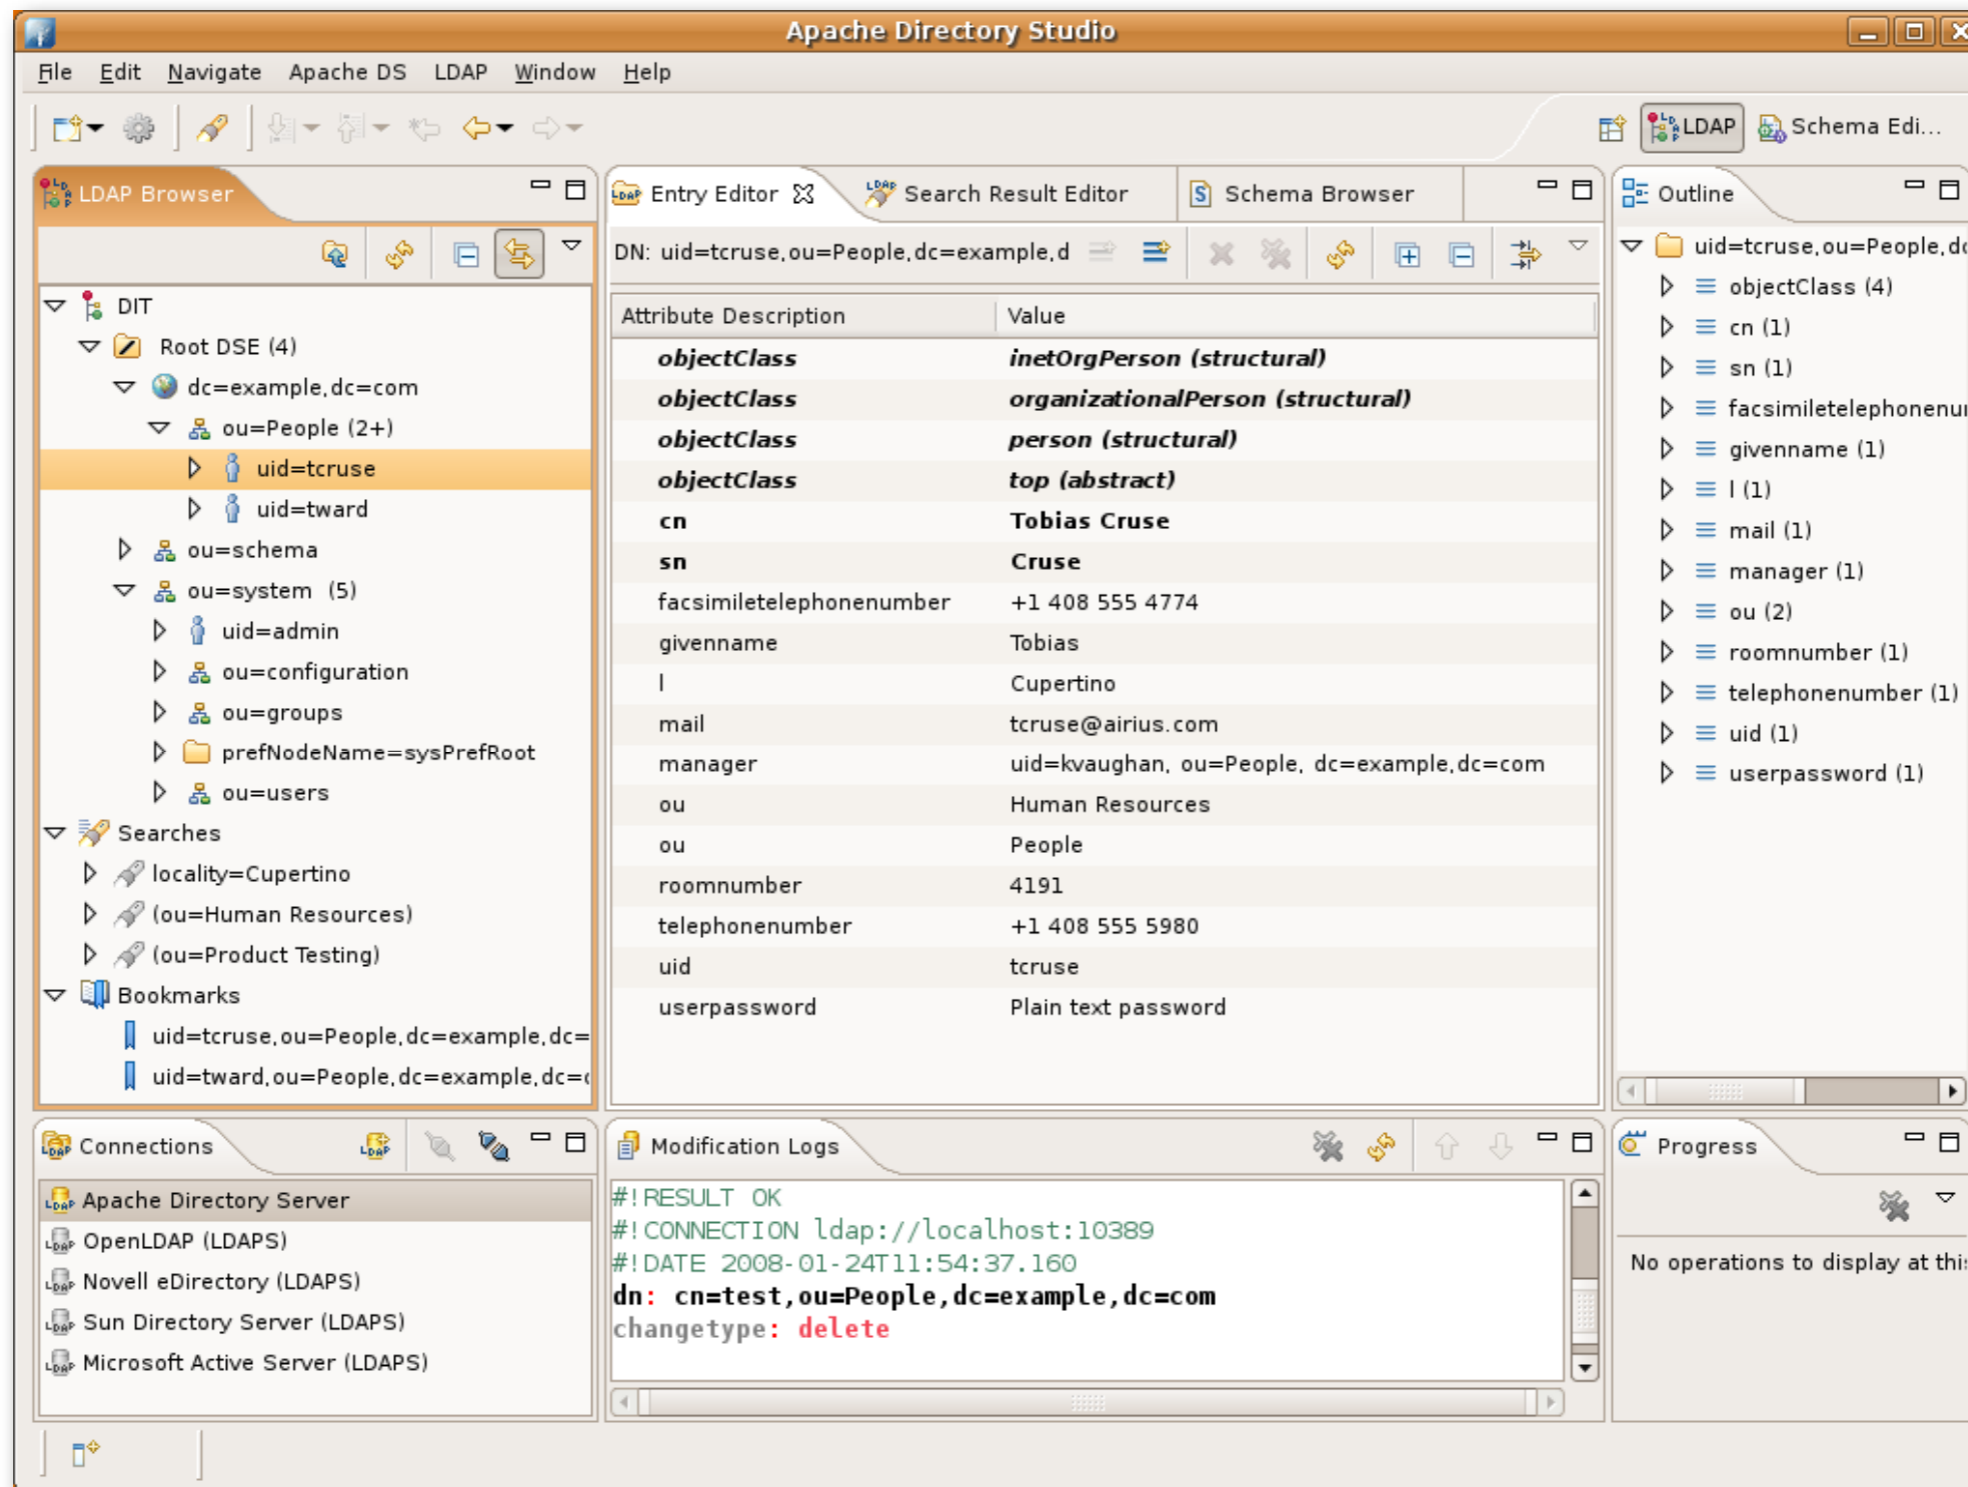 Apache Directory Studio
File Edit Navigate Apache DS LDAP Window Help
LDAP Schema Edi...
LDAP Browser
DIT
Root DSE (4)
dc=example,dc=com
ou=People (2+)
uid=tcruse
uid=tward
ou=schema
ou=system (5)
uid=admin
ou=configuration
ou=groups
prefNodeName=sysPrefRoot
ou=users
Searches
locality=Cupertino
(ou=Human Resources)
(ou=Product Testing)
Bookmarks
uid=tcruse,ou=People,dc=example,dc=
uid=tward,ou=People,dc=example,dc=
Entry Editor Search Result Editor Schema Browser
DN: uid=tcruse,ou=People,dc=example,d
Attribute Description Value
objectClass inetOrgPerson (structural)
objectClass organizationalPerson (structural)
objectClass person (structural)
objectClass top (abstract)
cn Tobias Cruse
sn Cruse
facsimiletelephonenumber +1 408 555 4774
givenname Tobias
l Cupertino
mail tcruse@airius.com
manager uid=kvaughan, ou=People, dc=example,dc=com
ou Human Resources
ou People
roomnumber 4191
telephonenumber +1 408 555 5980
uid tcruse
userpassword Plain text password
Outline
uid=tcruse,ou=People,dc
objectClass (4)
cn (1)
sn (1)
facsimiletelephonenu
givenname (1)
l (1)
mail (1)
manager (1)
ou (2)
roomnumber (1)
telephonenumber (1)
uid (1)
userpassword (1)
Connections
Apache Directory Server
OpenLDAP (LDAPS)
Novell eDirectory (LDAPS)
Sun Directory Server (LDAPS)
Microsoft Active Server (LDAPS)
Modification Logs
#!RESULT OK
#!CONNECTION ldap://localhost:10389
#!DATE 2008-01-24T11:54:37.160
dn: cn=test,ou=People,dc=example,dc=com
changetype: delete
Progress
No operations to display at this